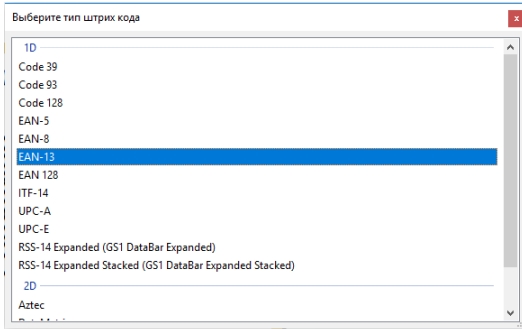 Выберите тип штрих кода
x
1D
Code 39
Code 93
Code 128
EAN-5
EAN-8
EAN-13
EAN 128
ITF-14
UPC-A
UPC-E
RSS-14 Expanded (GS1 DataBar Expanded)
RSS-14 Expanded Stacked (GS1 DataBar Expanded Stacked)
2D
Aztec